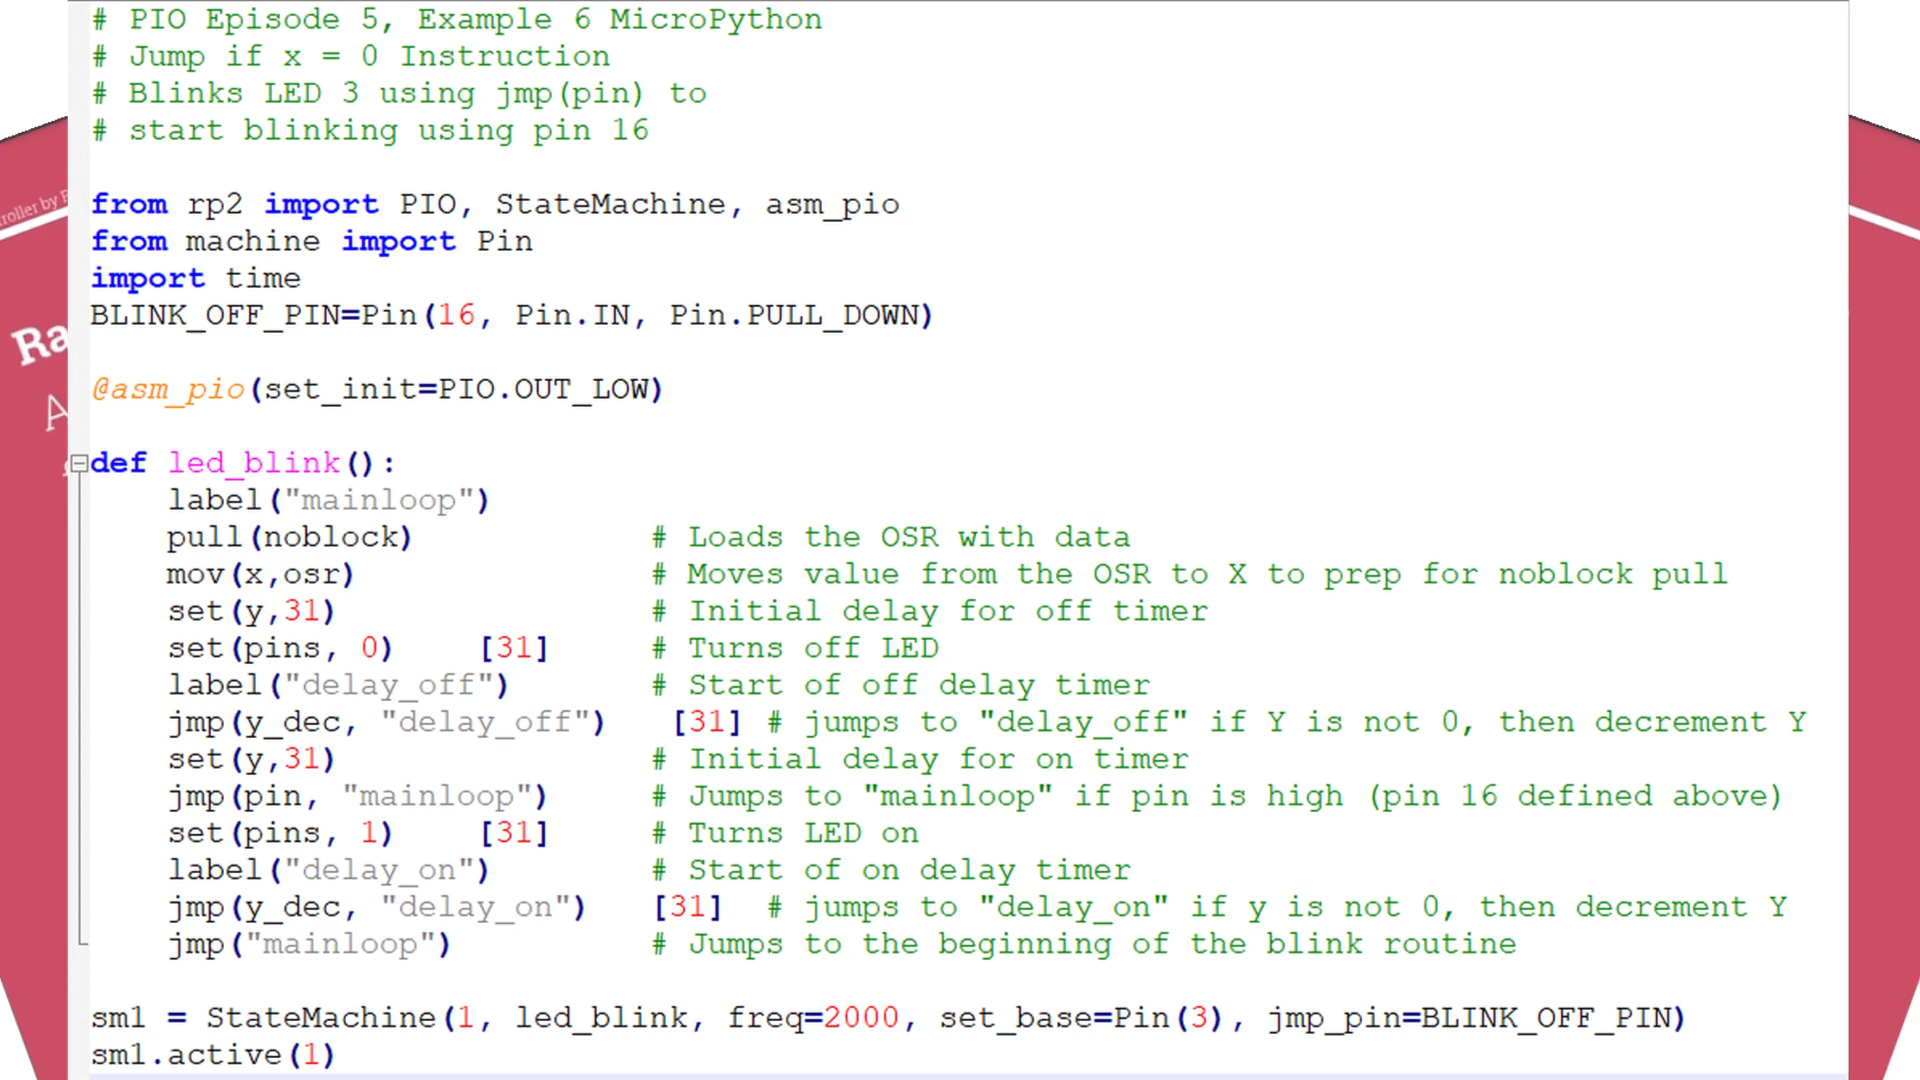 # PIO Episode 5, Example 6 MicroPython
# Jump if x = 0 Instruction
# Blinks LED 3 using jmp(pin) to
# start blinking using pin 16
from rp2 import PIO, StateMachine, asm_pio
from machine import Pin
import time
BLINK_OFF_PIN=Pin(16, Pin.IN, Pin.PULL_DOWN)
@asm_pio(set_init=PIO.OUT_LOW)
def led_blink():
label("mainloop")
pull(noblock) # Loads the OSR with data
mov(x,osr) # Moves value from the OSR to X to prep for noblock pull
set(y,31) # Initial delay for off timer
set(pins, 0) [31] # Turns off LED
label("delay_off") # Start of off delay timer
jmp(y_dec, "delay_off") [31] # jumps to "delay_off" if Y is not 0, then decrement Y
set(y,31) # Initial delay for on timer
jmp(pin, "mainloop") # Jumps to "mainloop" if pin is high (pin 16 defined above)
set(pins, 1) [31] # Turns LED on
label("delay_on") # Start of on delay timer
jmp(y_dec, "delay_on") [31] # jumps to "delay_on" if y is not 0, then decrement Y
jmp("mainloop") # Jumps to the beginning of the blink routine
sm1 = StateMachine(1, led_blink, freq=2000, set_base=Pin(3), jmp_pin=BLINK_OFF_PIN)
sm1.active(1)
roller by
Ra
A